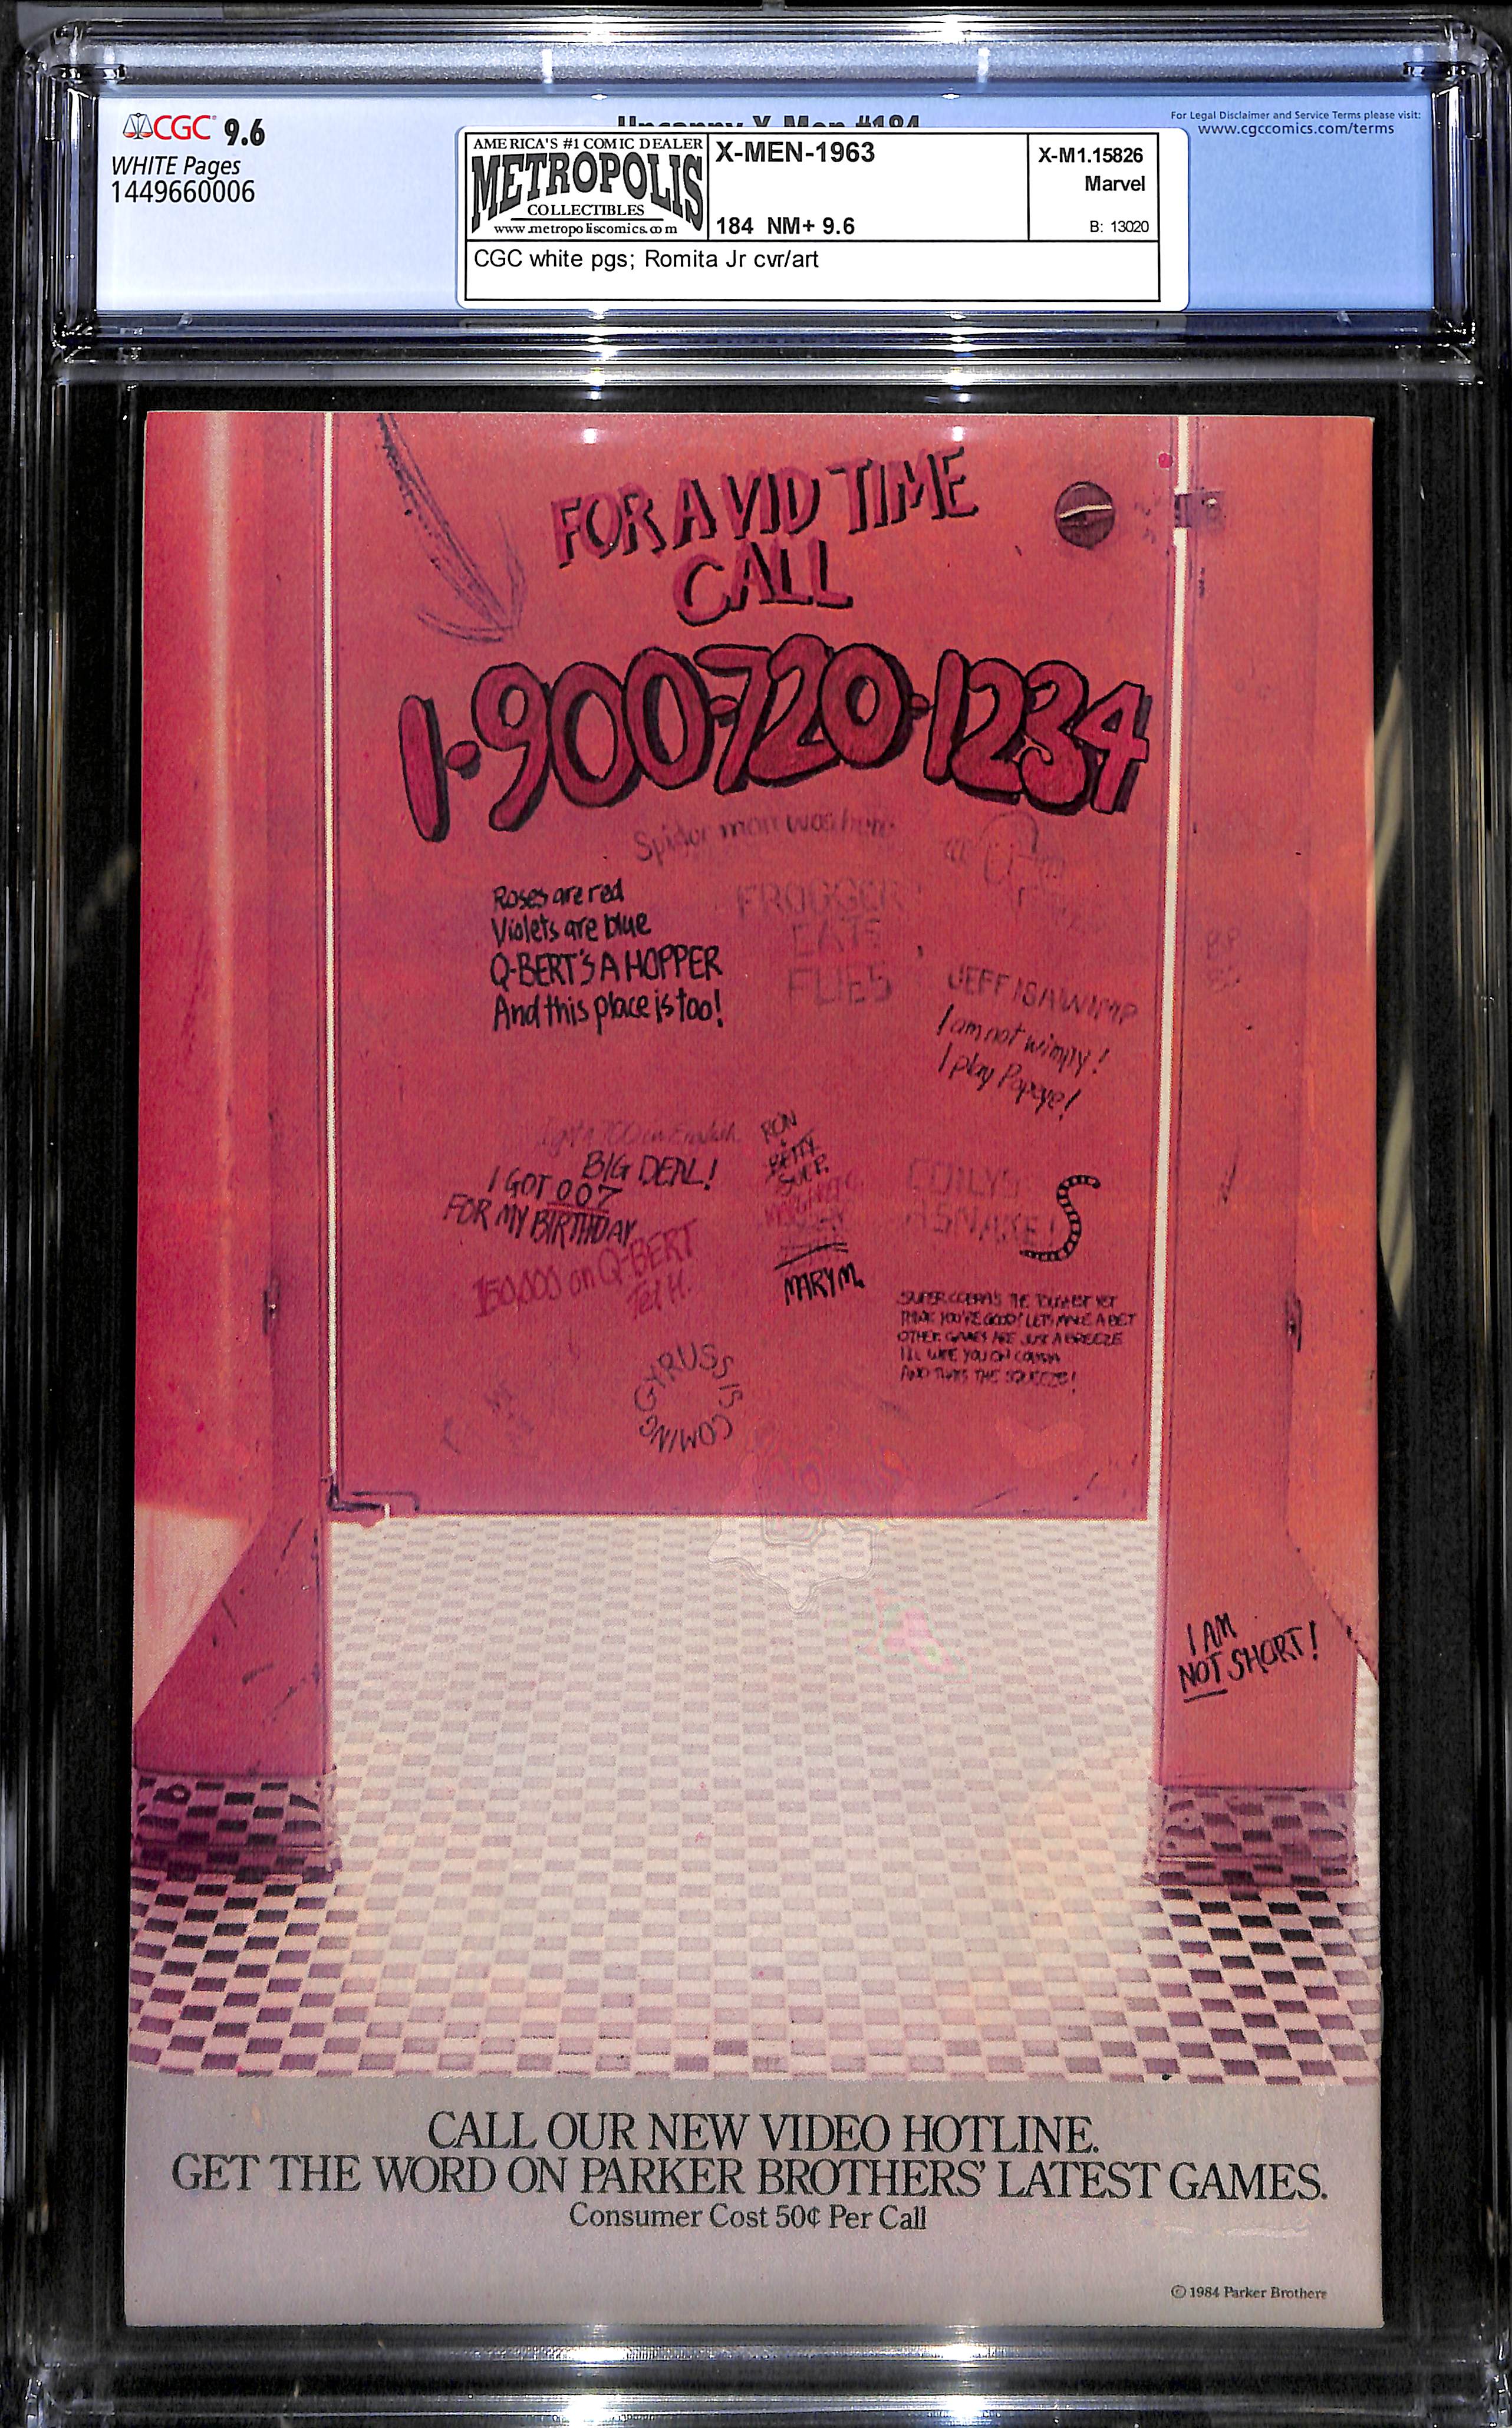 CGC 9.6
WHITE Pages
1449660006
Uncanny X-Men #184
For Legal Disclaimer and Service Terms please visit:
www.cgccomics.com/terms
AMERICA'S #1 COMIC DEALER
METROPOLIS
COLLECTIBLES
www.metropoliscomics.com
X-MEN-1963
184 NM+ 9.6
X-M1.15826
Marvel
B: 13020
CGC white pgs; Romita Jr cvr/art
FOR A VID TIME
CALL
1-900-720-1234
Spider man was here
Roses are red
Violets are blue
Q-BERT'S A HOPPER
And this place is too!
FROGGER
EATS
FLIES
JEFF IS A WIMP
I am not wimpy!
I play Popeye!
BIG DEAL!
I GOT 007
FOR MY BIRTHDAY
150,000 on Q-BERT
Ted H.
RON
+
BETTY
SUE P.
MARY M.
COILY'S
A SNAKE!
SUPER COBRA'S THE TOUGHEST YET
THINK YOU'RE GOOD? LET'S MAKE A BET
OTHER GAMES ARE JUST A BREEZE
I'LL WIPE YOU ON COBRA
AND THAT'S THE SQUEEZE!
GYRUSS IS COMING
I AM
NOT SHORT!
CALL OUR NEW VIDEO HOTLINE.
GET THE WORD ON PARKER BROTHERS' LATEST GAMES.
Consumer Cost 50¢ Per Call
© 1984 Parker Brothers